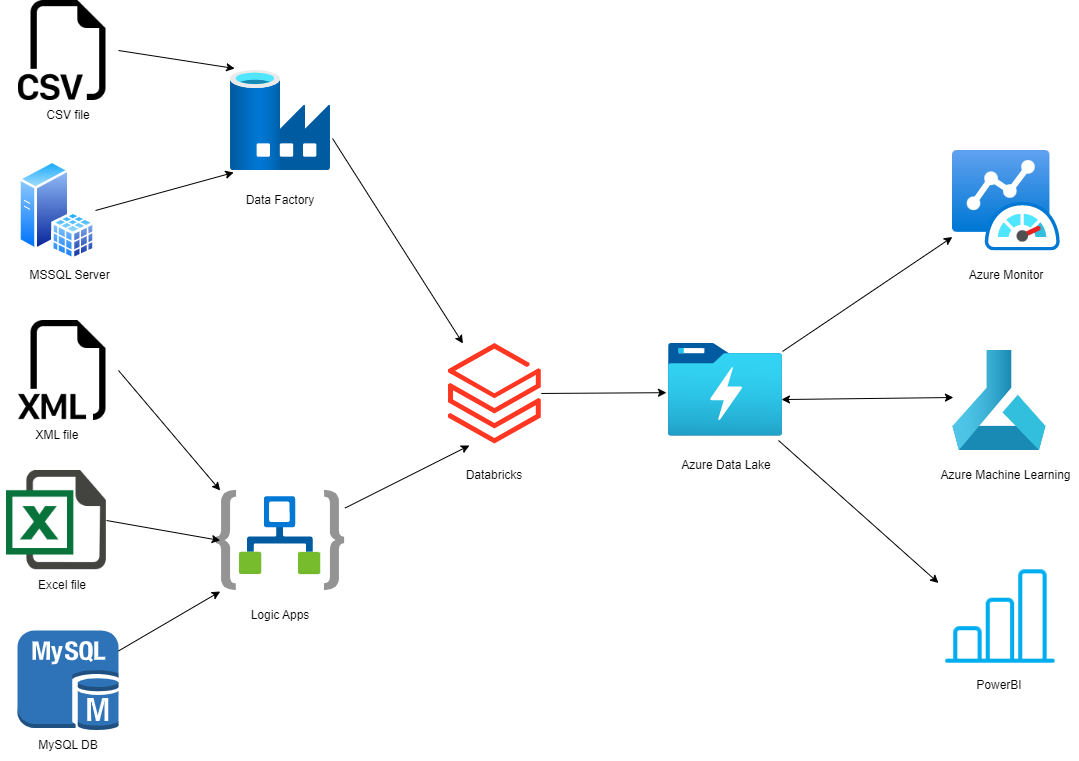 CSV
CSV file
Data Factory
MSSQL Server
XML
XML file
X
Excel file
Logic Apps
MySQL
M
MySQL DB
Databricks
Azure Data Lake
Azure Monitor
Azure Machine Learning
PowerBI